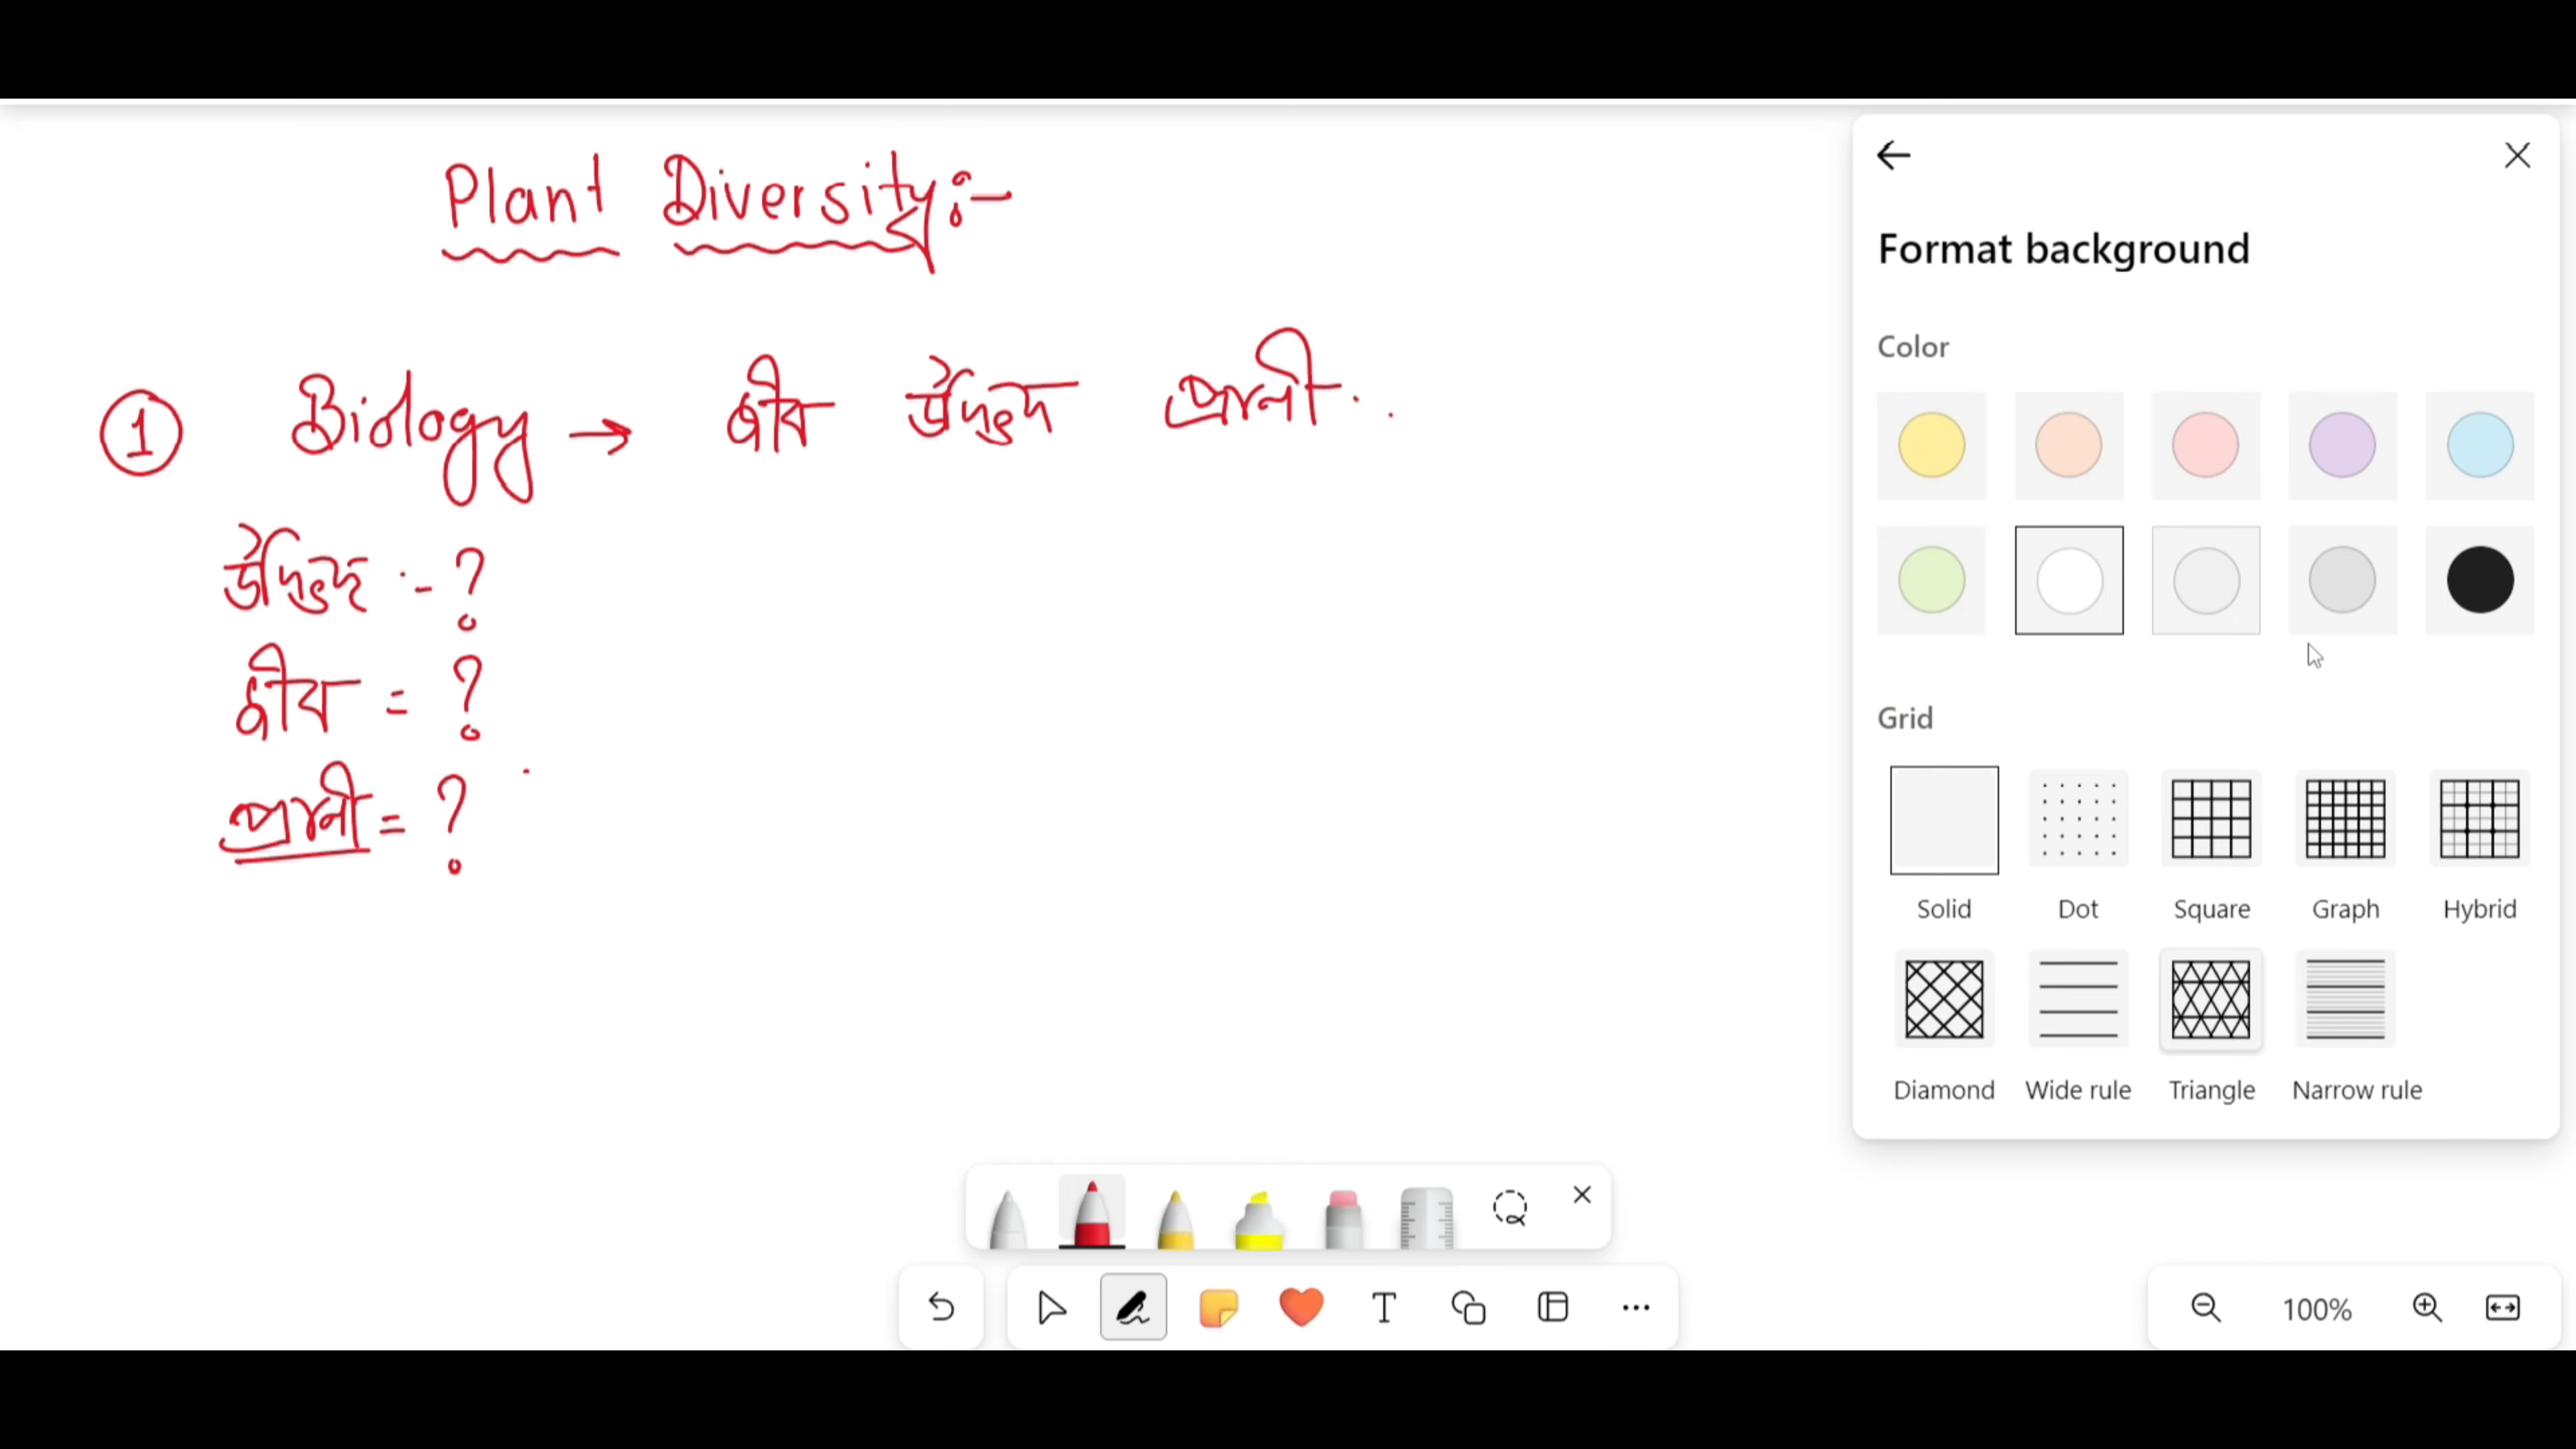 Plant Diversity:-
① Biology → জীব উদ্ভিদ প্রানী..
উদ্ভিদ :- ?
জীব = ?
প্রানী = ?
Format background
Color
Grid
Solid Dot Square Graph Hybrid
Diamond Wide rule Triangle Narrow rule
100%